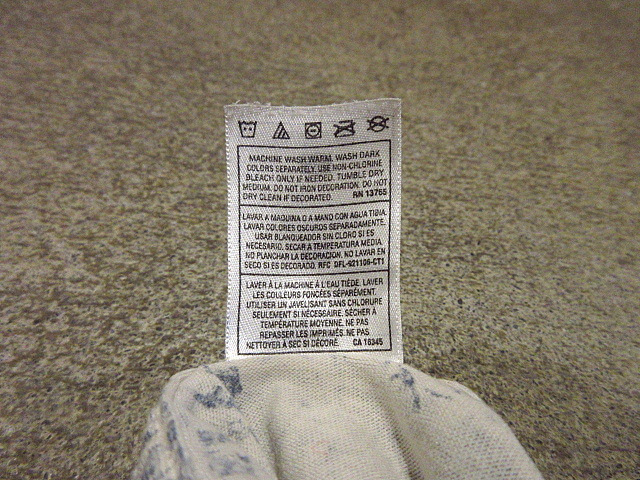 MACHINE WASH WARM. WASH DARK
COLORS SEPARATELY. USE NON-CHLORINE
BLEACH ONLY IF NEEDED. TUMBLE DRY
MEDIUM. DO NOT IRON DECORATION. DO NOT
DRY CLEAN IF DECORATED. RN 13765
LAVAR A MAQUINA O A MANO CON AGUA TIBIA.
LAVAR COLORES OSCUROS SEPARADAMENTE.
USAR BLANQUEADOR SIN CLORO SI ES
NECESARIO. SECAR A TEMPERATURA MEDIA.
NO PLANCHAR LA DECORACION. NO LAVAR EN
SECO SI ES DECORADO. RFC DFL-921106-CT1
LAVER À LA MACHINE À L'EAU TIÈDE. LAVER
LES COULEURS FONCÉES SÉPARÉMENT.
UTILISER UN JAVELISANT SANS CHLORURE
SEULEMENT SI NÉCESSAIRE. SÉCHER À
TEMPÉRATURE MOYENNE. NE PAS
REPASSER LES IMPRIMÉS. NE PAS
NETTOYER À SEC SI DÉCORÉ. CA 16345